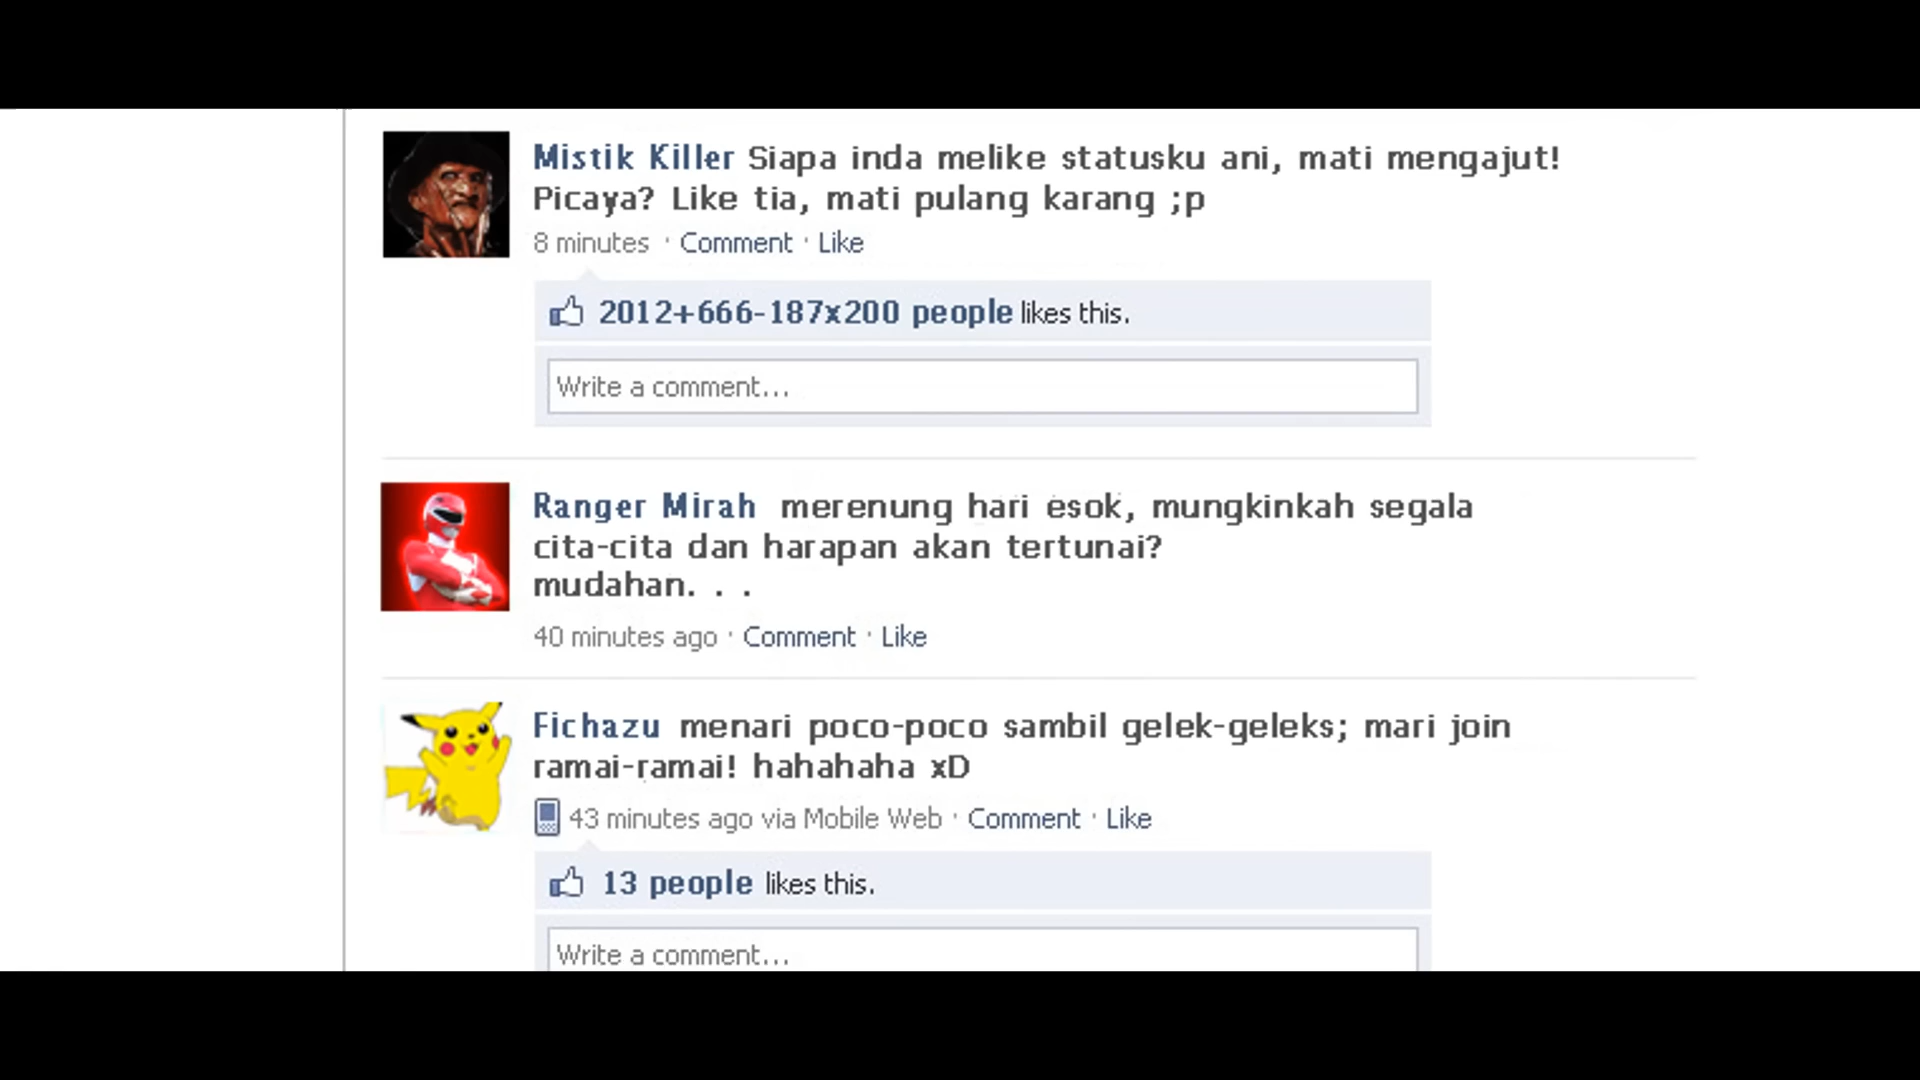 Mistik Killer Siapa inda melike statusku ani, mati mengajut!
Picaya? Like tia, mati pulang karang ;p
8 minutes · Comment · Like
2012+666-187x200 people likes this.
Write a comment...
Ranger Mirah merenung hari esok, mungkinkah segala
cita-cita dan harapan akan tertunai?
mudahan. . .
40 minutes ago · Comment · Like
Fichazu menari poco-poco sambil gelek-geleks; mari join
ramai-ramai! hahahaha xD
43 minutes ago via Mobile Web · Comment · Like
13 people likes this.
Write a comment...